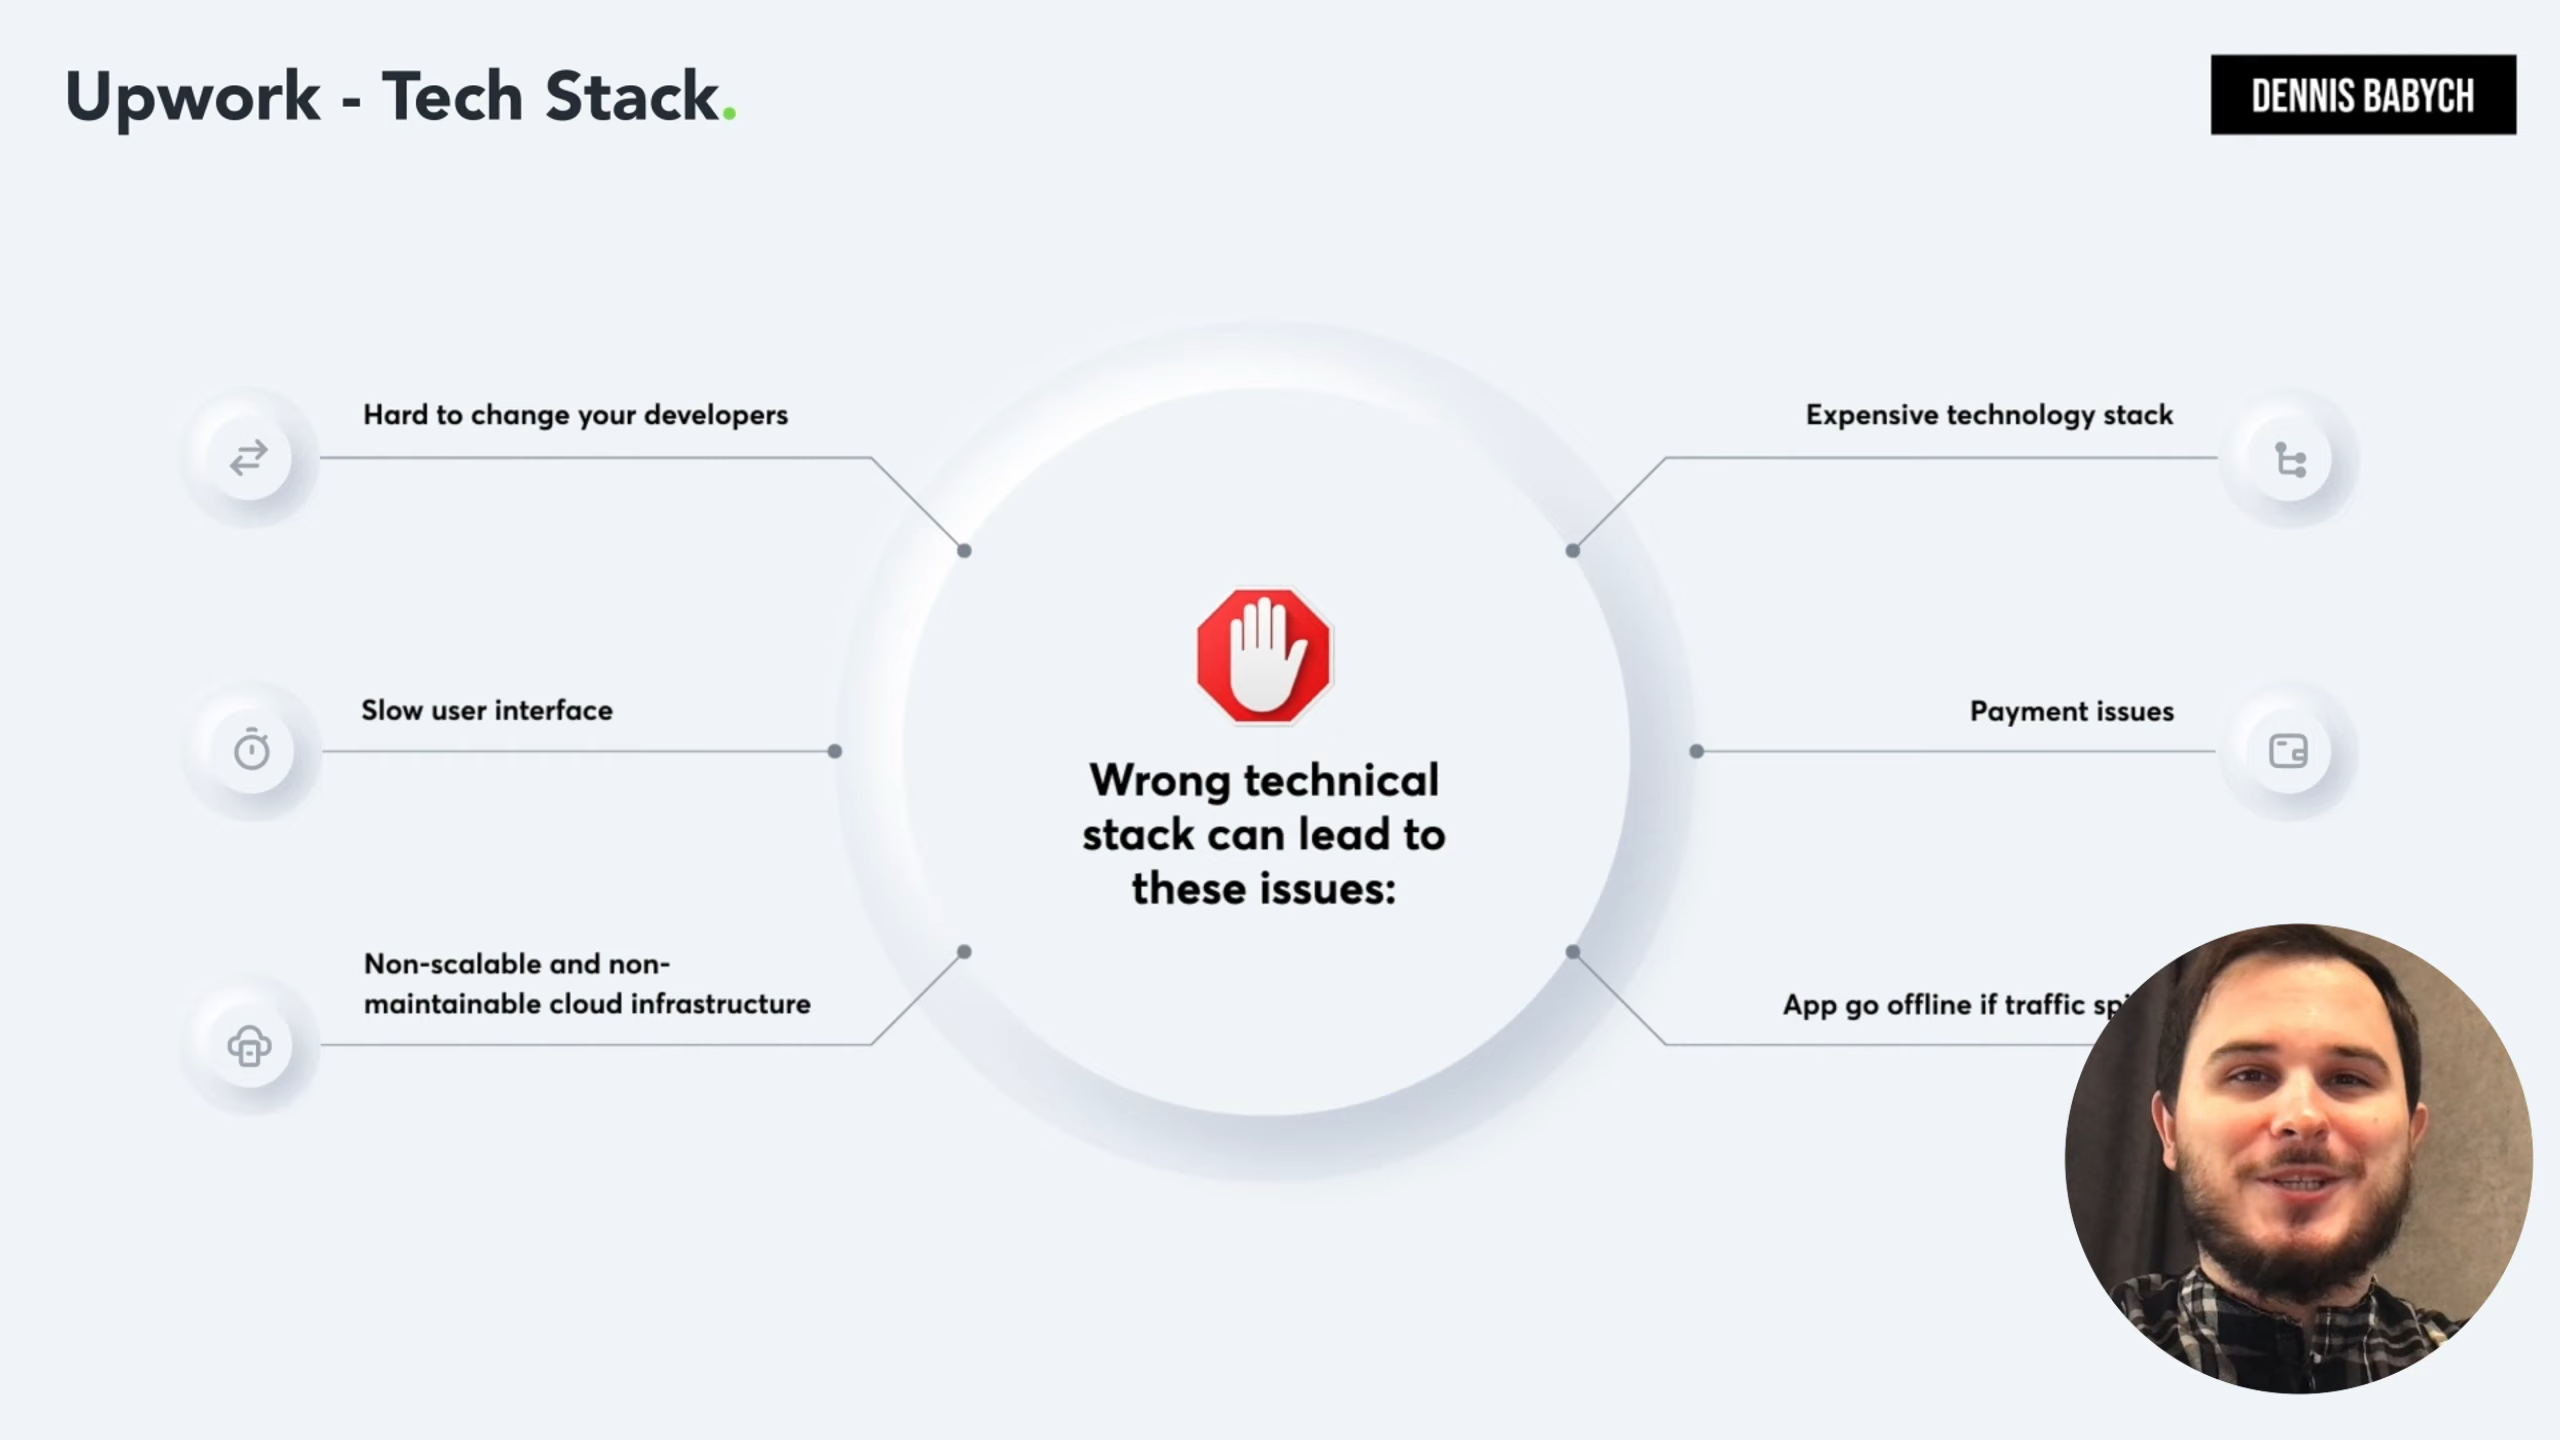 Upwork - Tech Stack.
DENNIS BABYCH
Hard to change your developers
Expensive technology stack
Slow user interface
Payment issues
Wrong technical
stack can lead to
these issues:
Non-scalable and non-
maintainable cloud infrastructure
App go offline if traffic